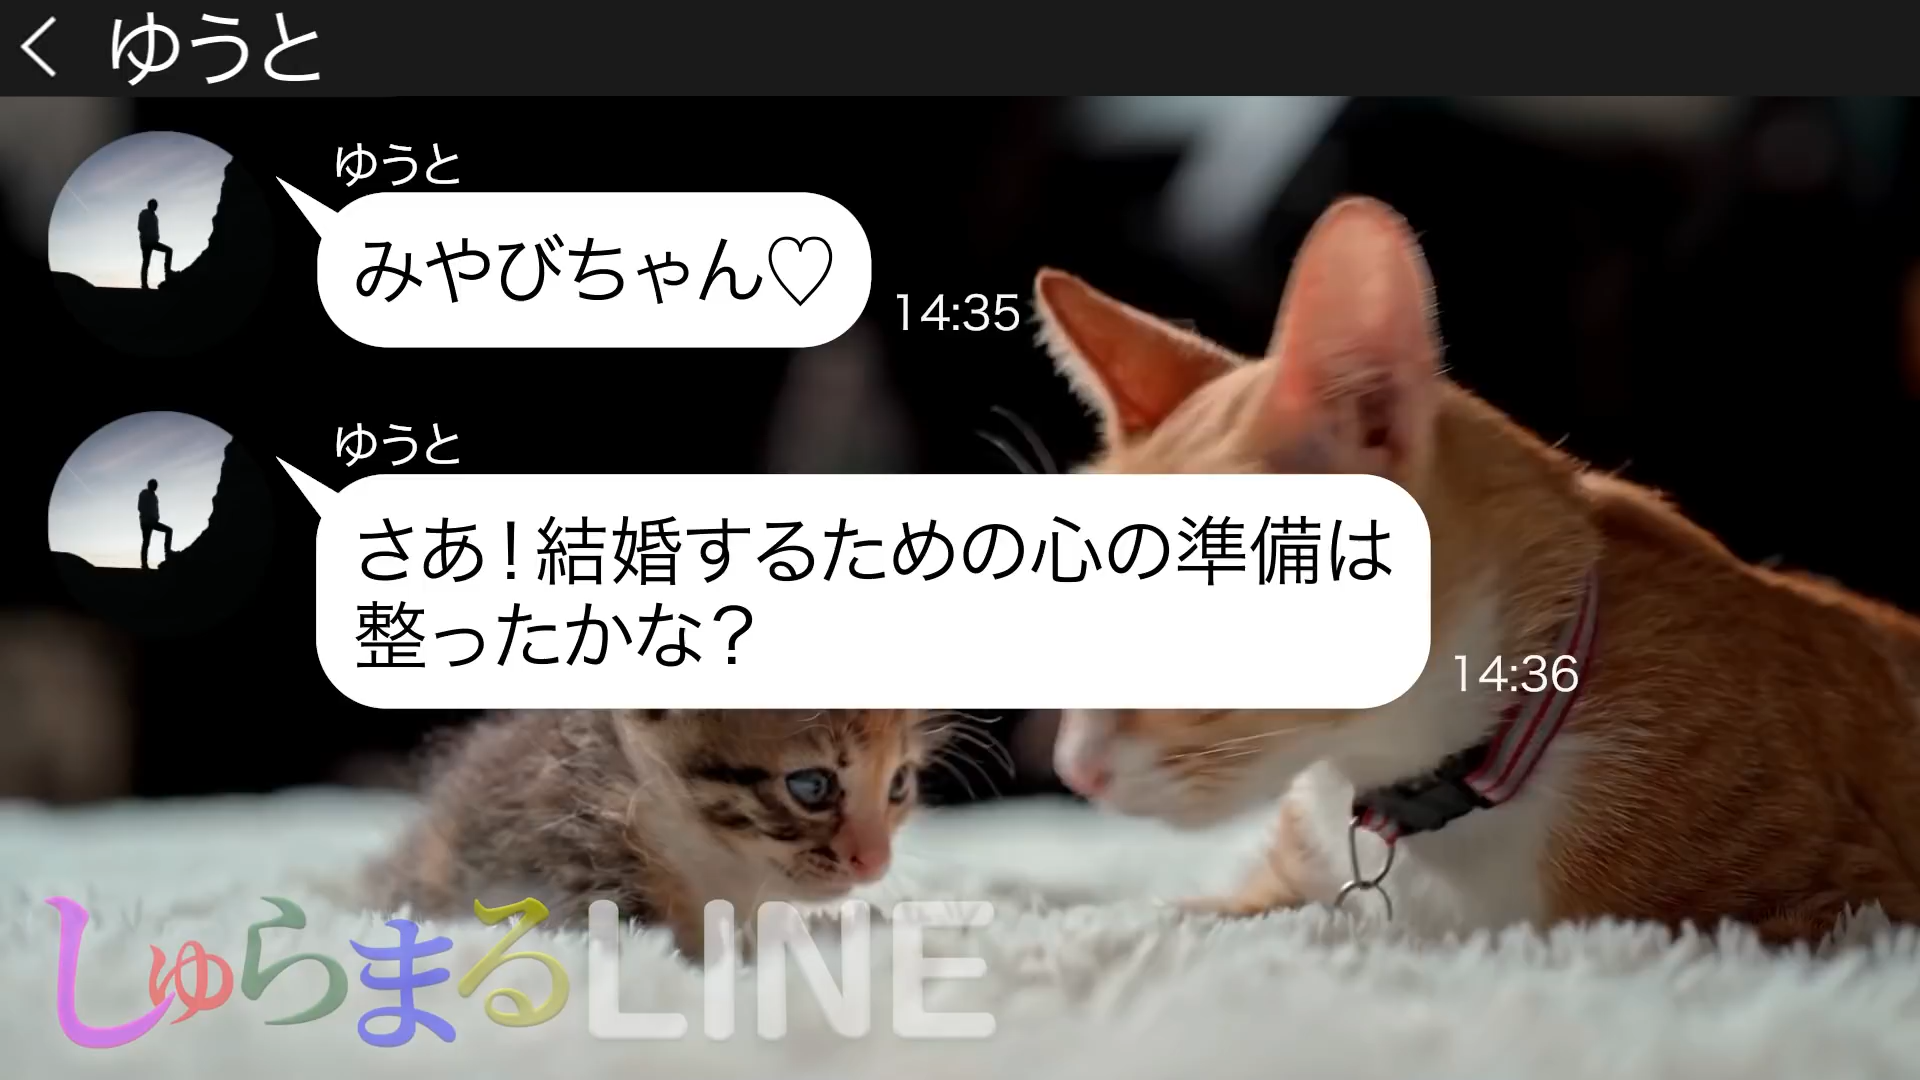 ゆうと
ゆうと
みやびちゃん♡
14:35
ゆうと
さあ！結婚するための心の準備は
整ったかな？
14:36
しゅらまるLINE